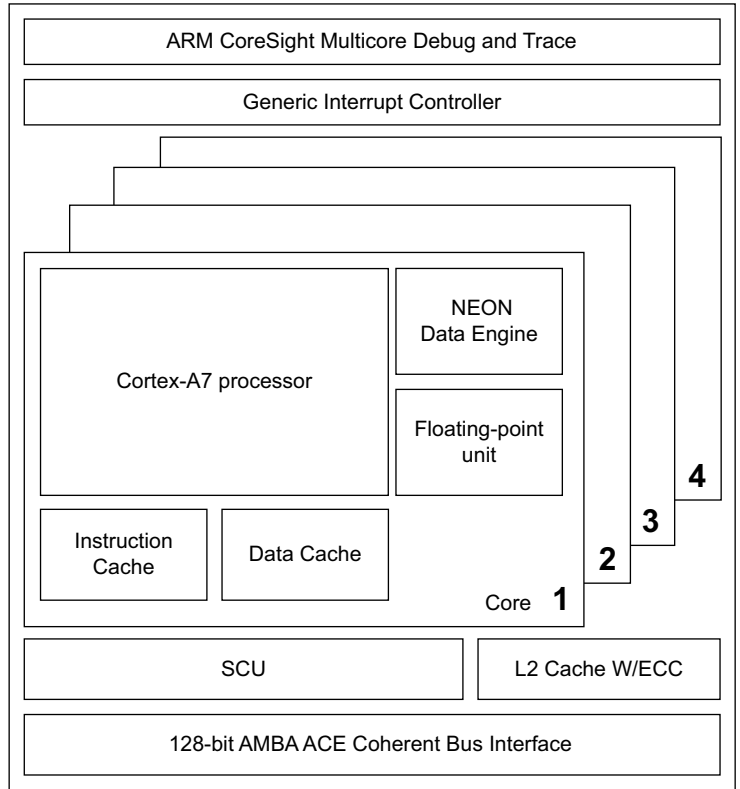 ARM CoreSight Multicore Debug and Trace
Generic Interrupt Controller
Cortex-A7 processor
NEON
Data Engine
Floating-point
unit
Instruction
Cache
Data Cache
Core 1
2
3
4
SCU
L2 Cache W/ECC
128-bit AMBA ACE Coherent Bus Interface